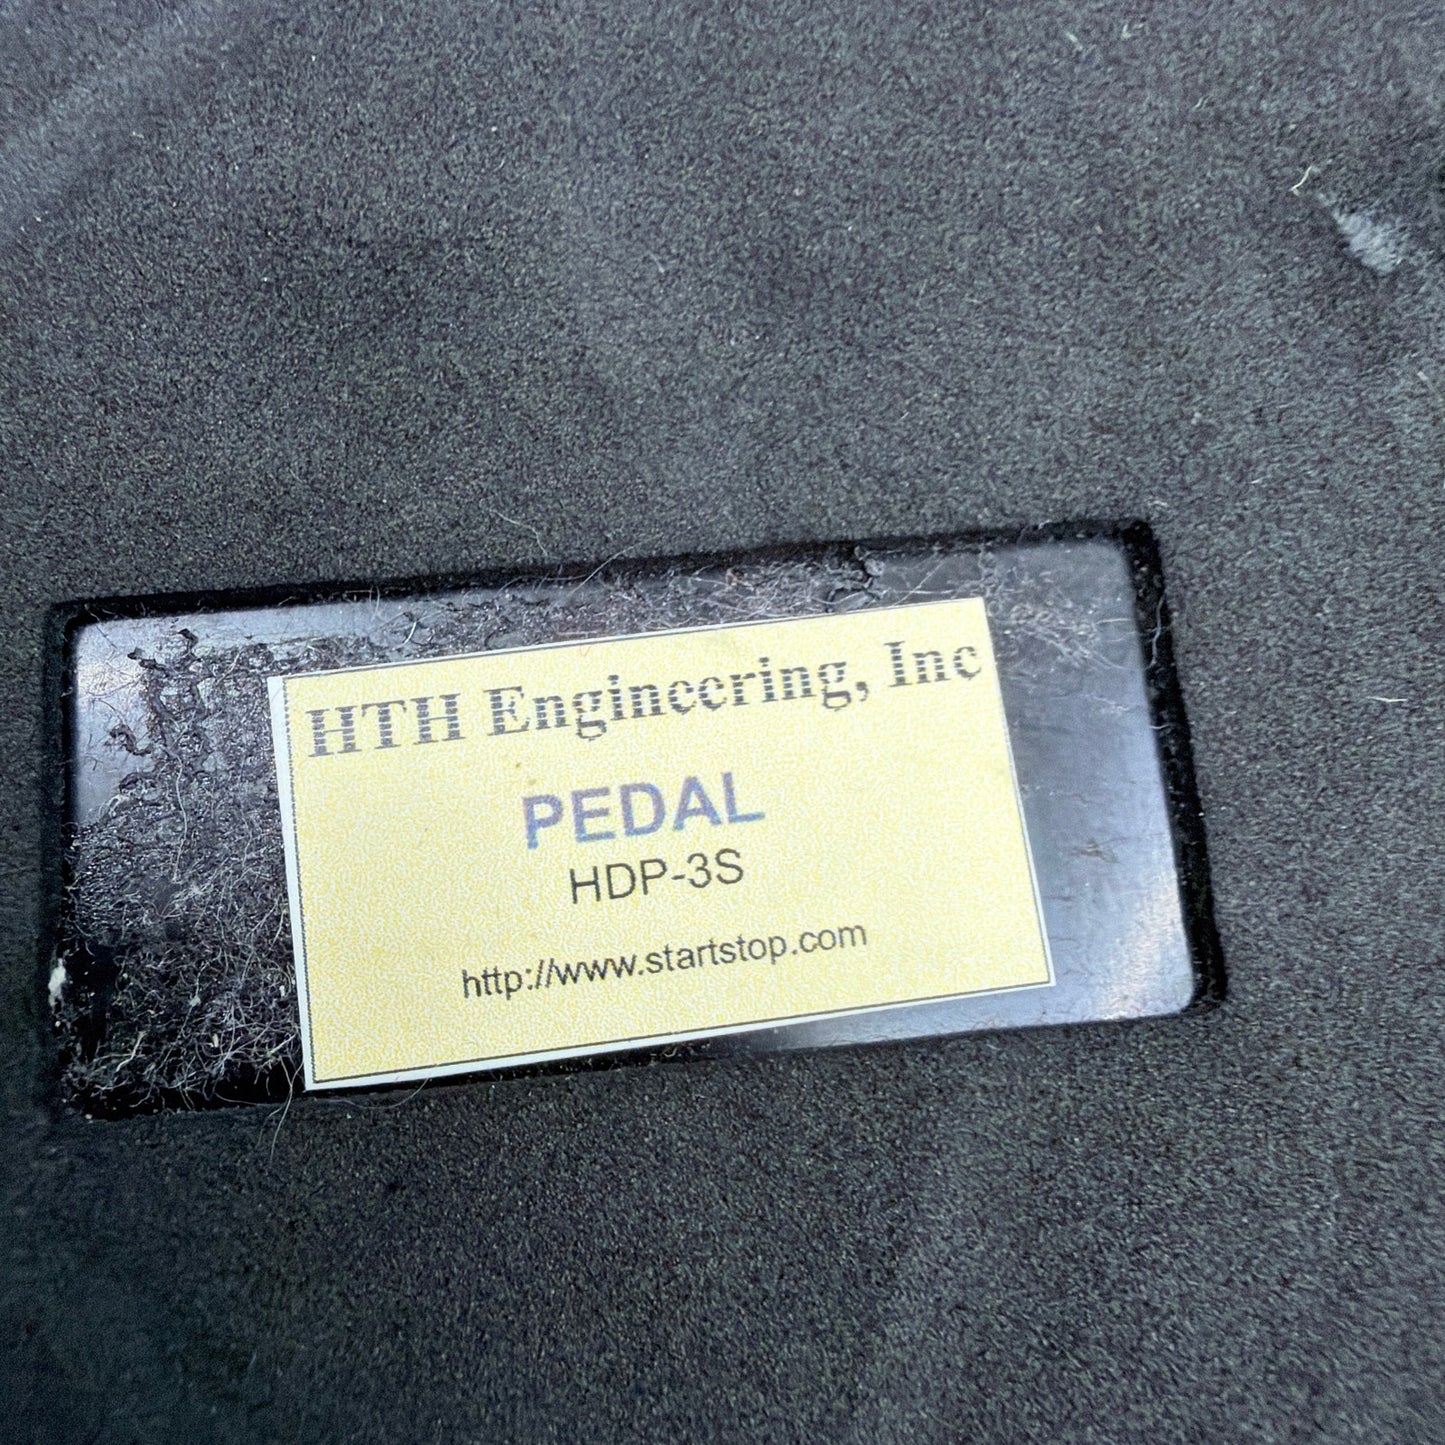 HTH Engineering, Inc
PEDAL
HDP-3S
http://www.startstop.com